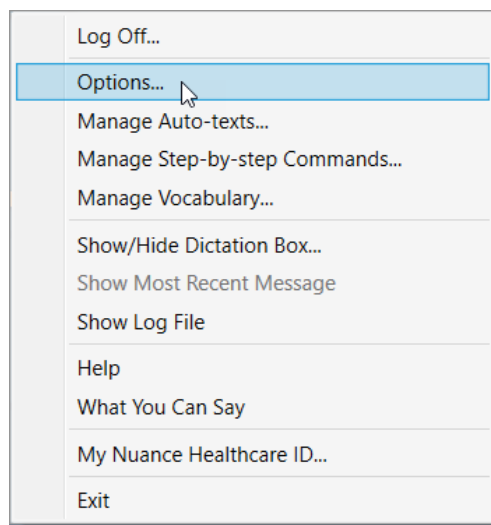 Log Off...
Options...
Manage Auto-texts...
Manage Step-by-step Commands...
Manage Vocabulary...
Show/Hide Dictation Box...
Show Most Recent Message
Show Log File
Help
What You Can Say
My Nuance Healthcare ID...
Exit